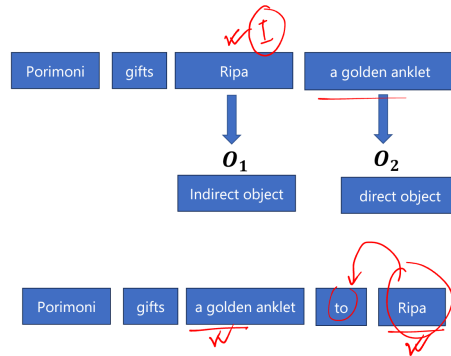 I
Porimoni gifts Ripa a golden anklet
O₁ O₂
Indirect object direct object
Porimoni gifts a golden anklet to Ripa